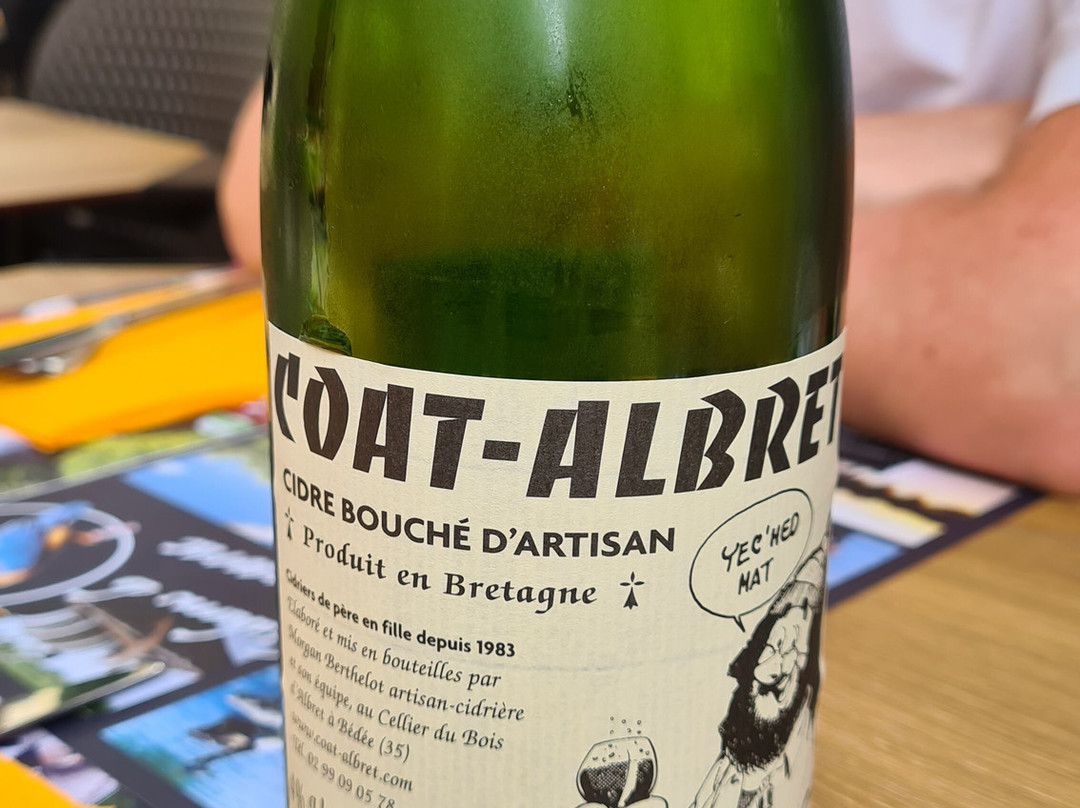 COAT-ALBRET
CIDRE BOUCHÉ D'ARTISAN
Produit en Bretagne
YEC'HED
MAT
Cidriers de père en fille depuis 1983
Elaboré et mis en bouteilles par
Morgan Berthelot artisan-cidrière
et son équipe, au Cellier du Bois
d'Albret à Bédée (35)
www.coat-albret.com
Tél. 02 99 09 05 78